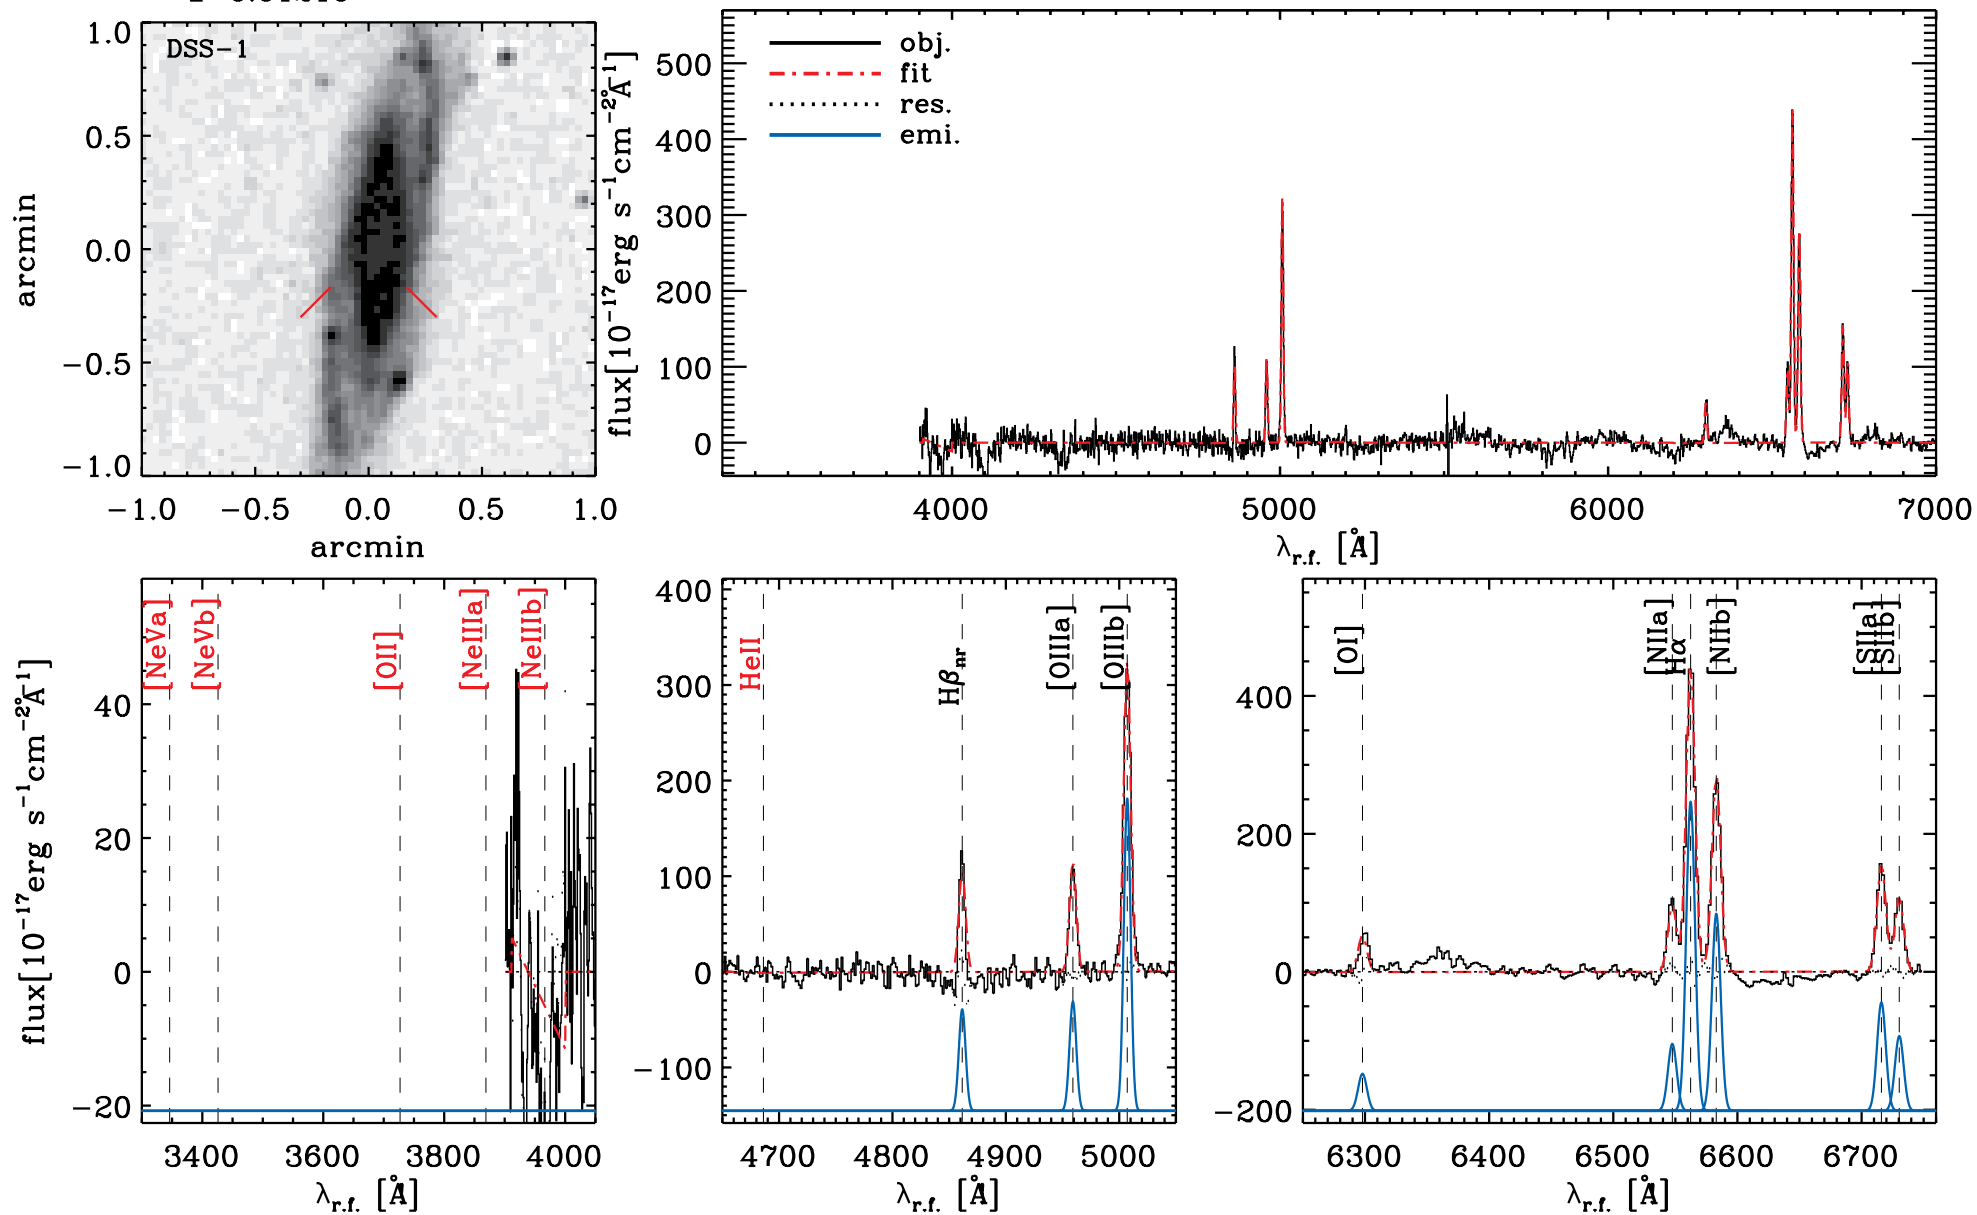 DSS-1
1.0
0.5
0.0
−0.5
−1.0
arcmin
−1.0 −0.5 0.0 0.5 1.0
arcmin
obj.
fit
res.
emi.
500
400
300
200
100
0
flux[10⁻¹⁷erg s⁻¹cm⁻²Å⁻¹]
4000 5000 6000 7000
λr.f. [Å]
[NeVa]
[NeVb]
[OII]
[NeIIIa]
[NeIIIb]
40
20
0
−20
flux[10⁻¹⁷erg s⁻¹cm⁻²Å⁻¹]
3400 3600 3800 4000
λr.f. [Å]
HeII
Hβnr
[OIIIa]
[OIIIb]
400
300
200
100
0
−100
4700 4800 4900 5000
λr.f. [Å]
[OI]
[NIIa]
Hα
[NIIb]
[SIIa]
[SIIb]
400
200
0
−200
6300 6400 6500 6600 6700
λr.f. [Å]